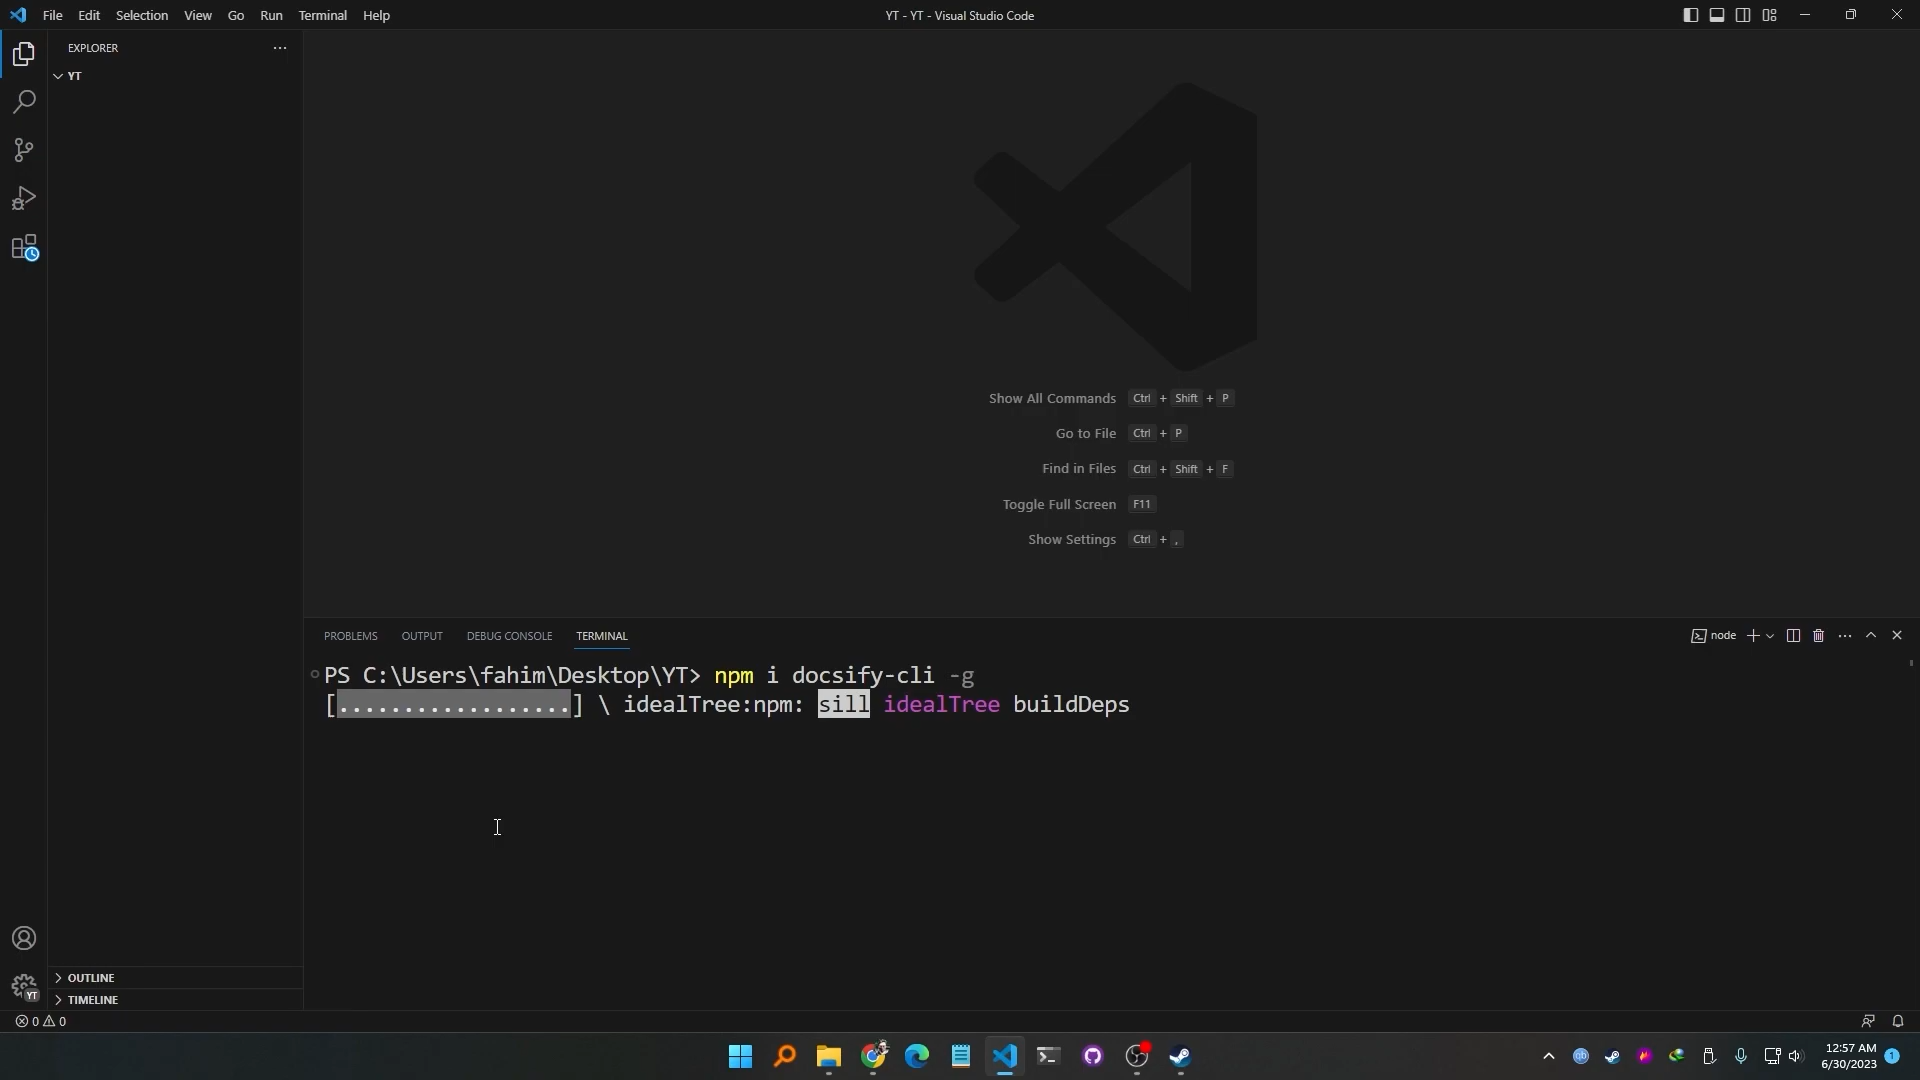 File Edit Selection View Go Run Terminal Help
YT - YT - Visual Studio Code
EXPLORER
YT
Show All Commands Ctrl + Shift + P
Go to File Ctrl + P
Find in Files Ctrl + Shift + F
Toggle Full Screen F11
Show Settings Ctrl + ,
PROBLEMS OUTPUT DEBUG CONSOLE TERMINAL
node
PS C:\Users\fahim\Desktop\YT> npm i docsify-cli -g
[..................] \ idealTree:npm: sill idealTree buildDeps
YT
OUTLINE
TIMELINE
0 0
qb
12:57 AM
6/30/2023
1